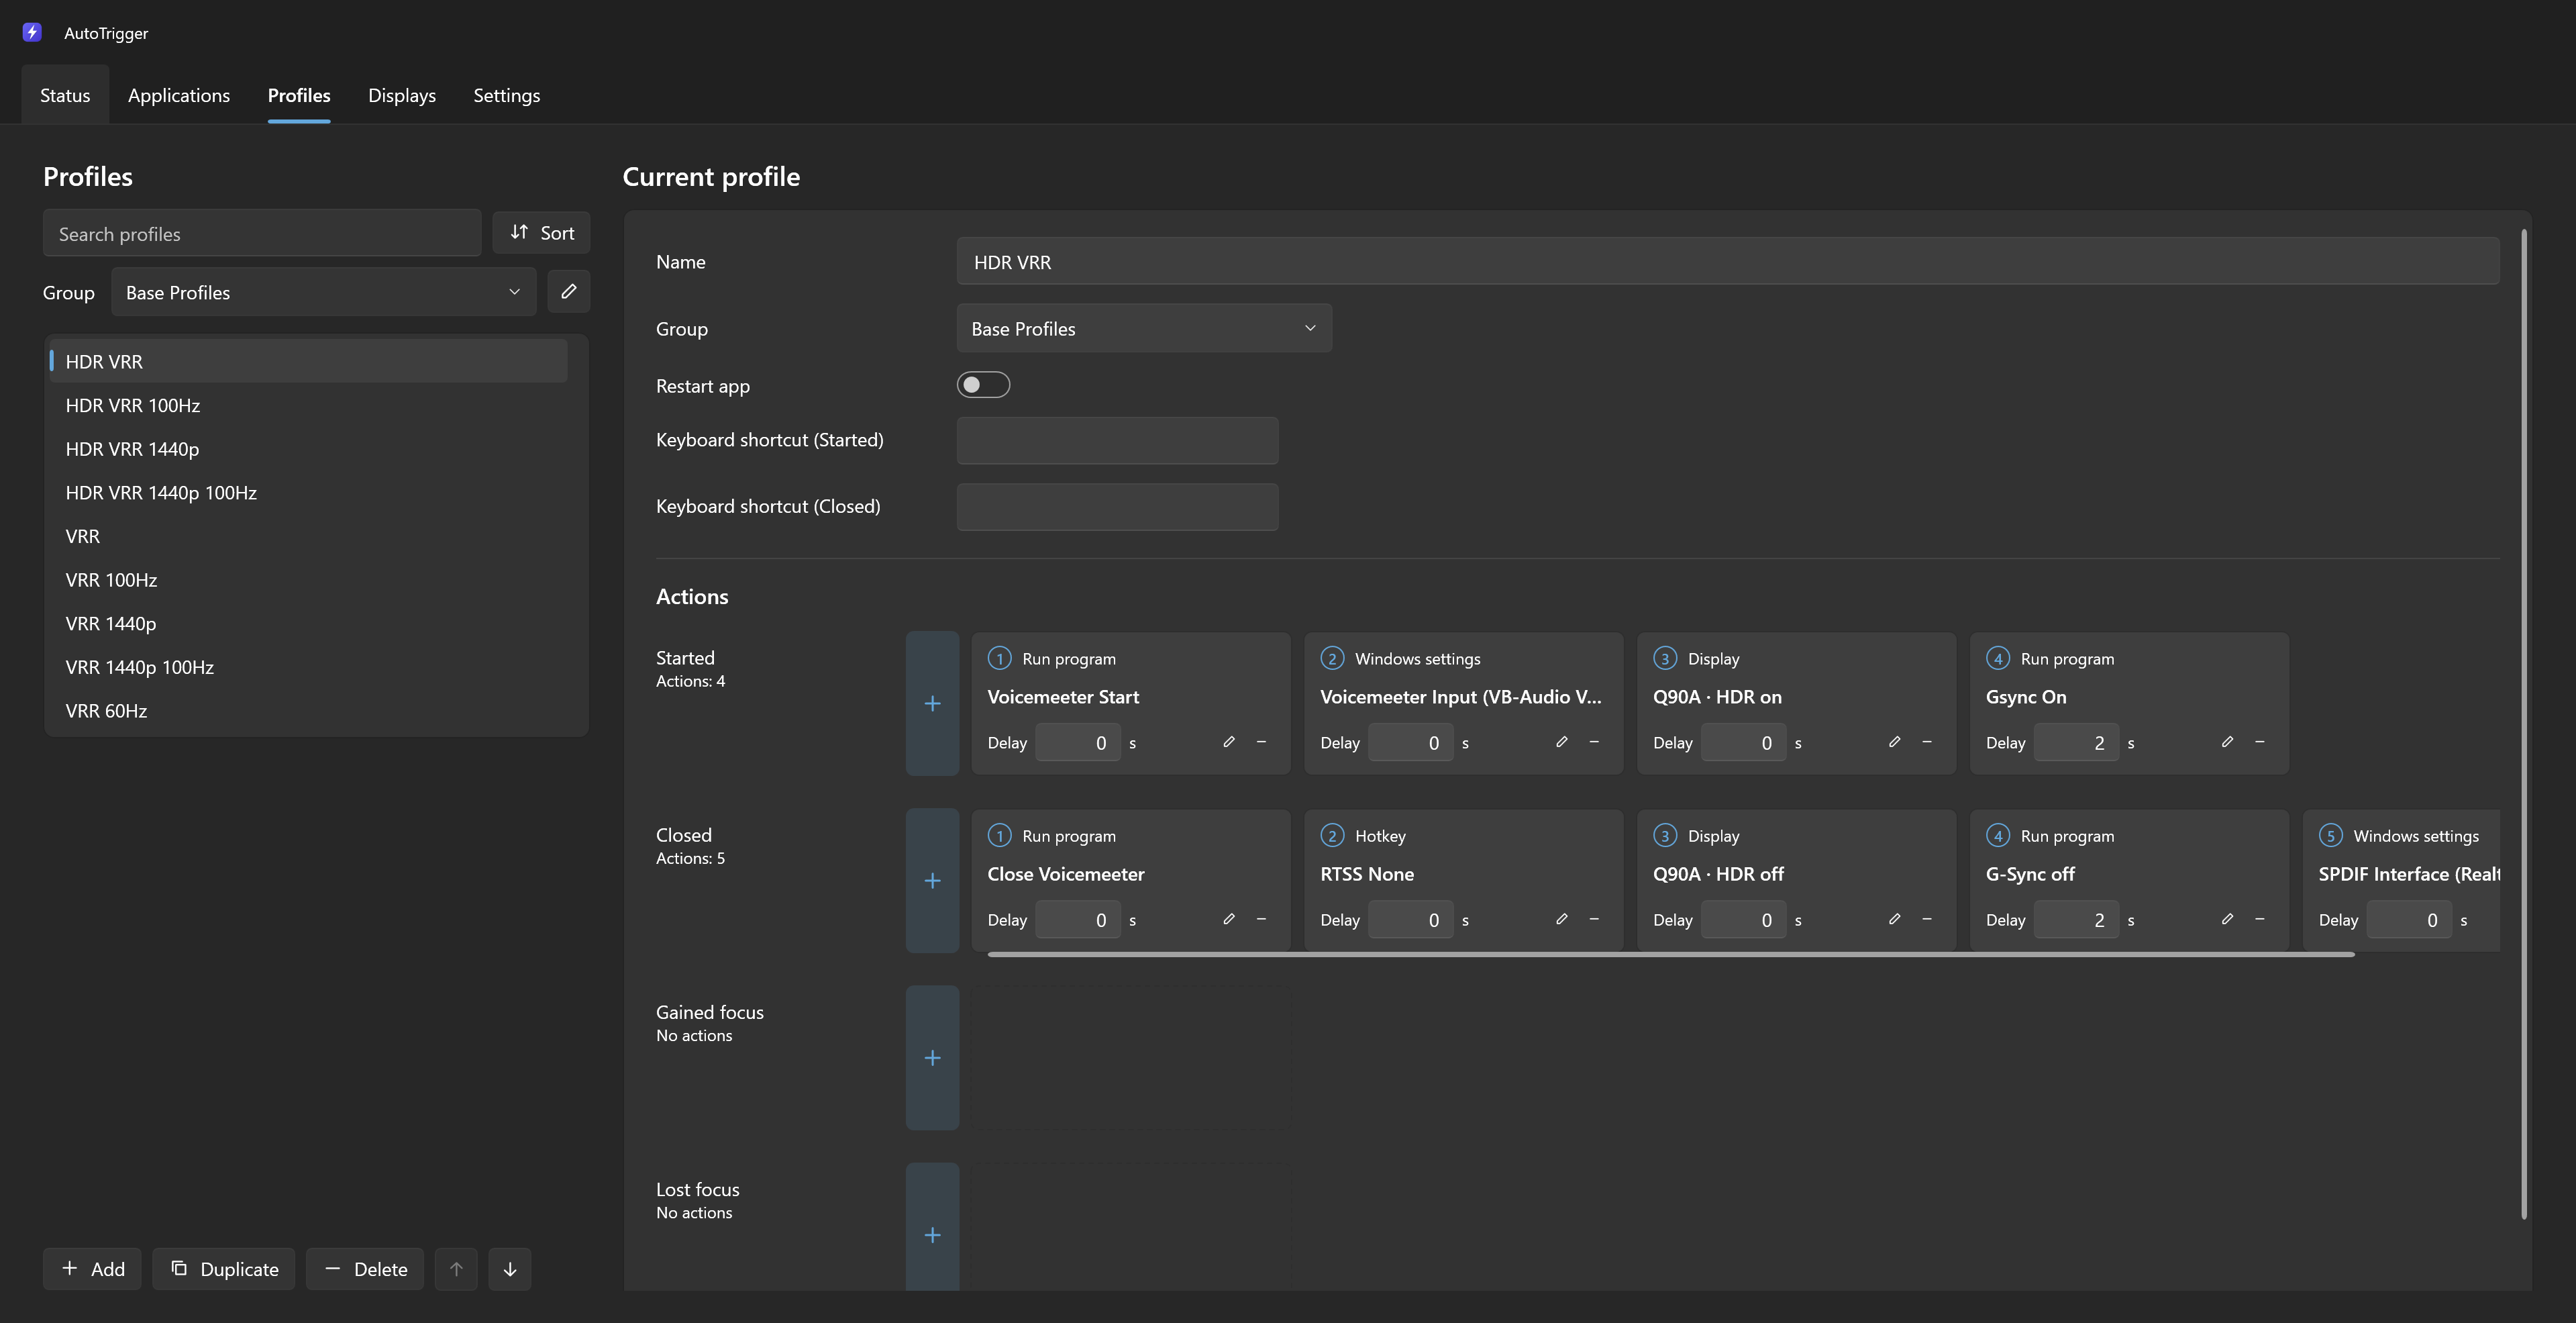 AutoTrigger
Status Applications Profiles Displays Settings
Profiles
Search profiles
Sort
Group
Base Profiles
HDR VRR
HDR VRR 100Hz
HDR VRR 1440p
HDR VRR 1440p 100Hz
VRR
VRR 100Hz
VRR 1440p
VRR 1440p 100Hz
VRR 60Hz
Add
Duplicate
Delete
Current profile
Name
HDR VRR
Group
Base Profiles
Restart app
Keyboard shortcut (Started)
Keyboard shortcut (Closed)
Actions
Started
Actions: 4
1 Run program
Voicemeeter Start
Delay 0 s
2 Windows settings
Voicemeeter Input (VB-Audio V...
Delay 0 s
3 Display
Q90A · HDR on
Delay 0 s
4 Run program
Gsync On
Delay 2 s
Closed
Actions: 5
1 Run program
Close Voicemeeter
Delay 0 s
2 Hotkey
RTSS None
Delay 0 s
3 Display
Q90A · HDR off
Delay 0 s
4 Run program
G-Sync off
Delay 2 s
5 Windows settings
SPDIF Interface (Realt
Delay 0 s
Gained focus
No actions
Lost focus
No actions